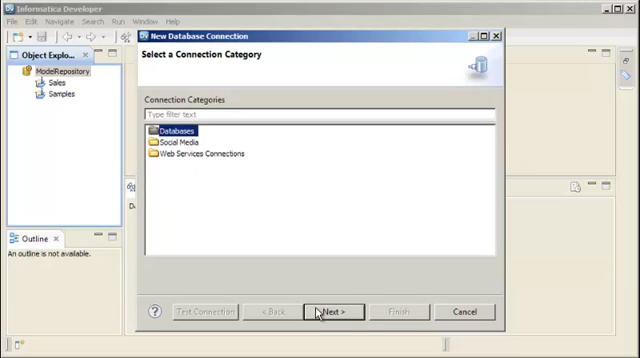 Informatica Developer
File Edit Navigate Search Run Window Help
Object Explo...
ModelRepository
Sales
Samples
Outline
An outline is not available.
New Database Connection
Select a Connection Category
Connection Categories
Type filter text
Databases
Social Media
Web Services Connections
? Test Connection < Back Next > Finish Cancel